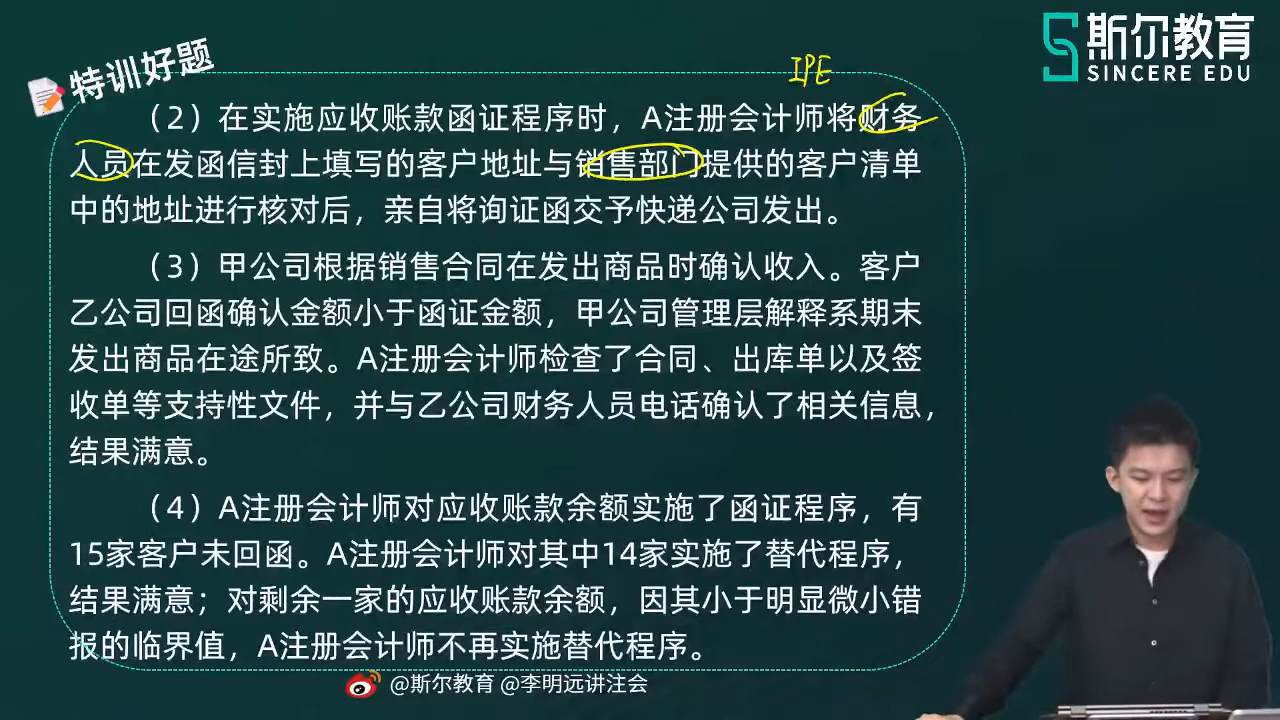 斯尔教育
SINCERE EDU
特训好题
IPE
（2）在实施应收账款函证程序时，A注册会计师将财务
人员在发函信封上填写的客户地址与销售部门提供的客户清单
中的地址进行核对后，亲自将询证函交予快递公司发出。
（3）甲公司根据销售合同在发出商品时确认收入。客户
乙公司回函确认金额小于函证金额，甲公司管理层解释系期末
发出商品在途所致。A注册会计师检查了合同、出库单以及签
收单等支持性文件，并与乙公司财务人员电话确认了相关信息，
结果满意。
（4）A注册会计师对应收账款余额实施了函证程序，有
15家客户未回函。A注册会计师对其中14家实施了替代程序，
结果满意；对剩余一家的应收账款余额，因其小于明显微小错
报的临界值，A注册会计师不再实施替代程序。
@斯尔教育 @李明远讲注会